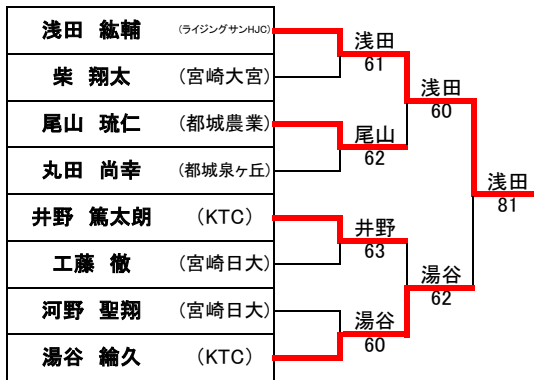 浅田 紘輔 (ライジングサンHJC)
柴 翔太 (宮崎大宮)
尾山 琉仁 (都城農業)
丸田 尚幸 (都城泉ヶ丘)
井野 篤太朗 (KTC)
工藤 徹 (宮崎日大)
河野 聖翔 (宮崎日大)
湯谷 綸久 (KTC)
浅田
61
尾山
62
井野
63
湯谷
60
浅田
60
湯谷
62
浅田
81